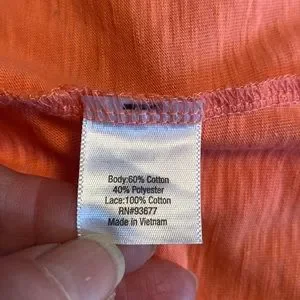 Body:60% Cotton
40% Polyester
Lace:100% Cotton
RN#93677
Made in Vietnam